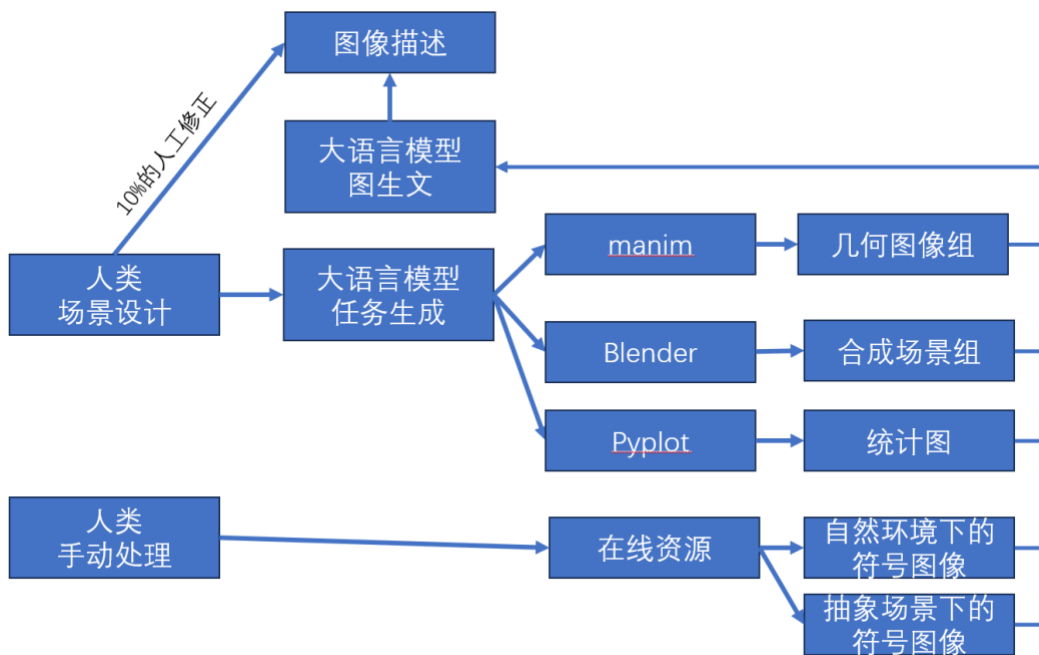 图像描述
10%的人工修正
大语言模型
图生文
人类
场景设计
大语言模型
任务生成
manim
几何图像组
Blender
合成场景组
Pyplot
统计图
人类
手动处理
在线资源
自然环境下的
符号图像
抽象场景下的
符号图像